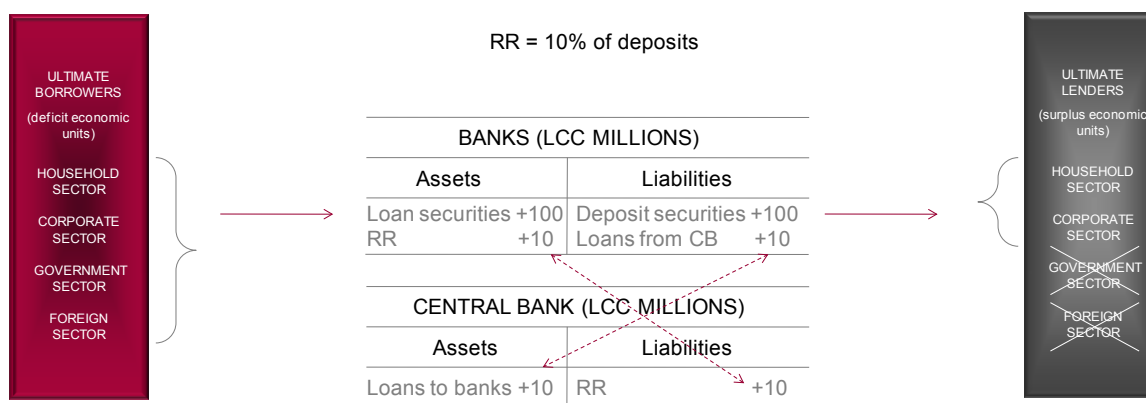 RR = 10% of deposits
ULTIMATE
BORROWERS
(deficit economic
units)
HOUSEHOLD
SECTOR
CORPORATE
SECTOR
GOVERNMENT
SECTOR
FOREIGN
SECTOR
BANKS (LCC MILLIONS)
Assets Liabilities
Loan securities +100 Deposit securities +100
RR +10 Loans from CB +10
CENTRAL BANK (LCC MILLIONS)
Assets Liabilities
Loans to banks +10 RR +10
ULTIMATE
LENDERS
(surplus economic
units)
HOUSEHOLD
SECTOR
CORPORATE
SECTOR
GOVERNMENT
SECTOR
FOREIGN
SECTOR